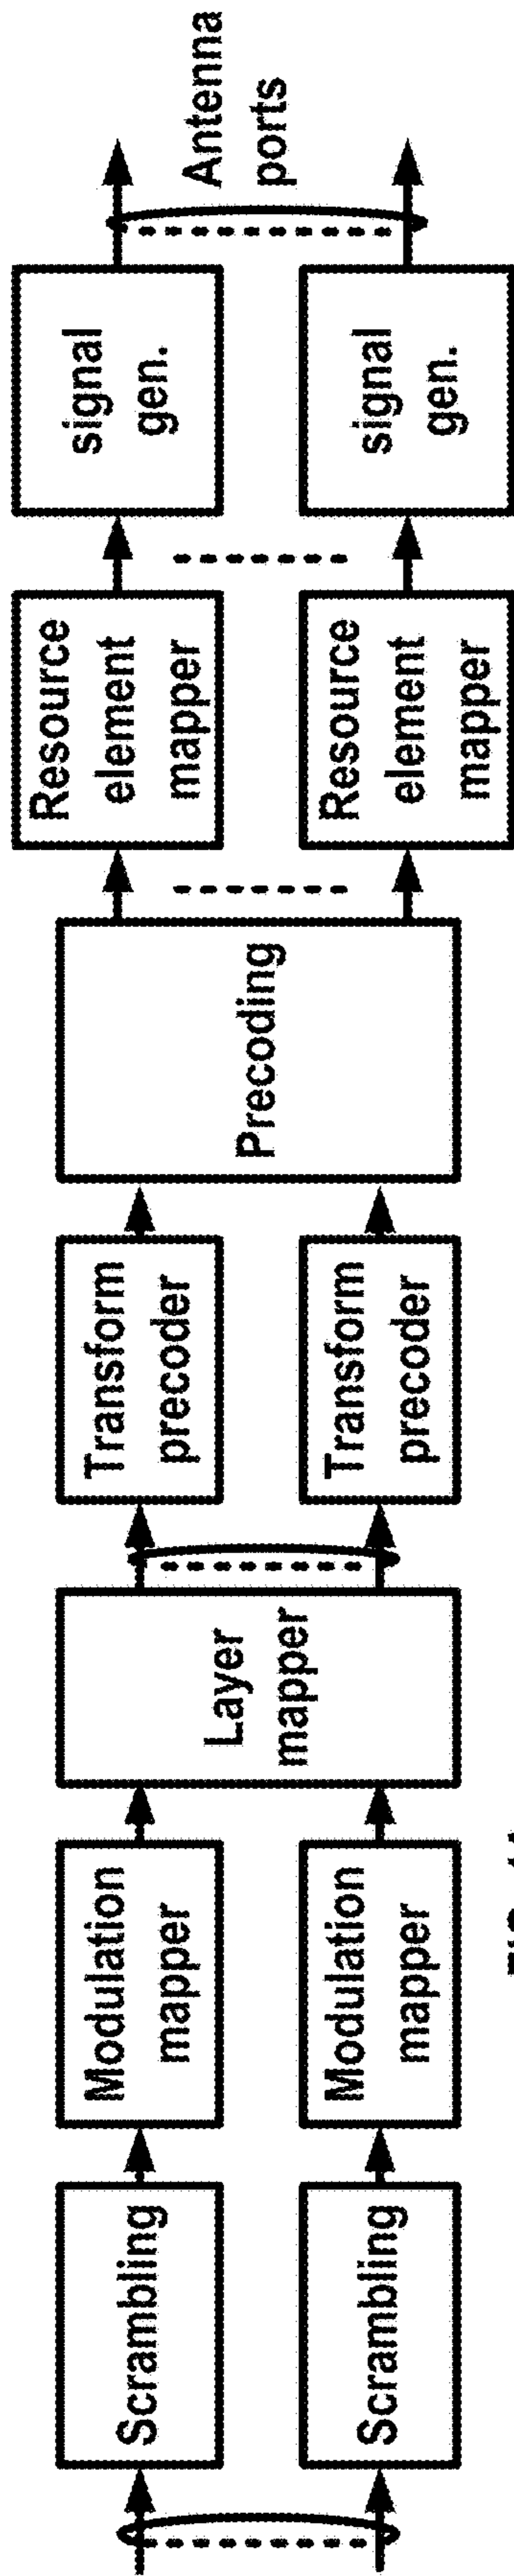 Scrambling
Scrambling
Modulation
mapper
Modulation
mapper
Layer
mapper
Transform
precoder
Transform
precoder
Precoding
Resource
element
mapper
Resource
element
mapper
signal
gen.
signal
gen.
Antenna
ports